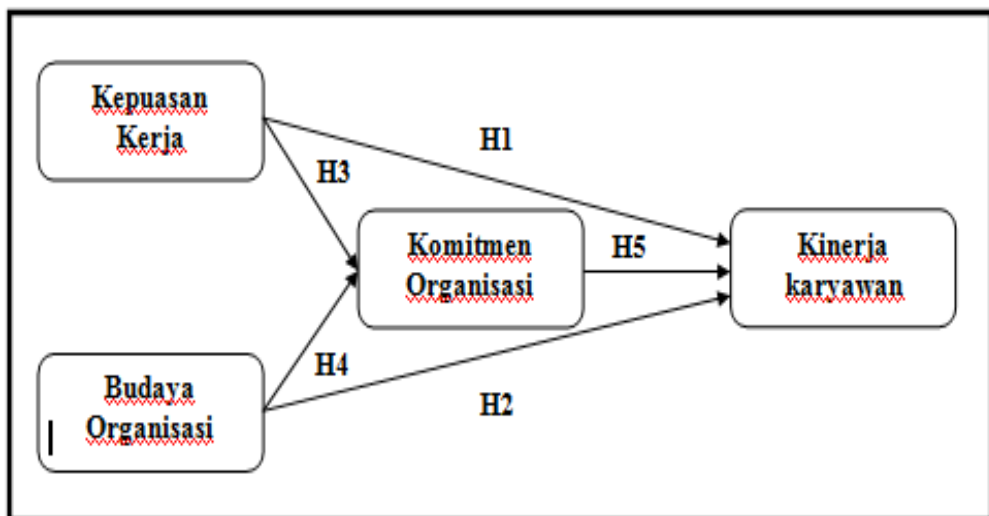 Kepuasan
Kerja
H1
H3
Komitmen
Organisasi
H5
Kinerja
karyawan
H4
Budaya
Organisasi
H2